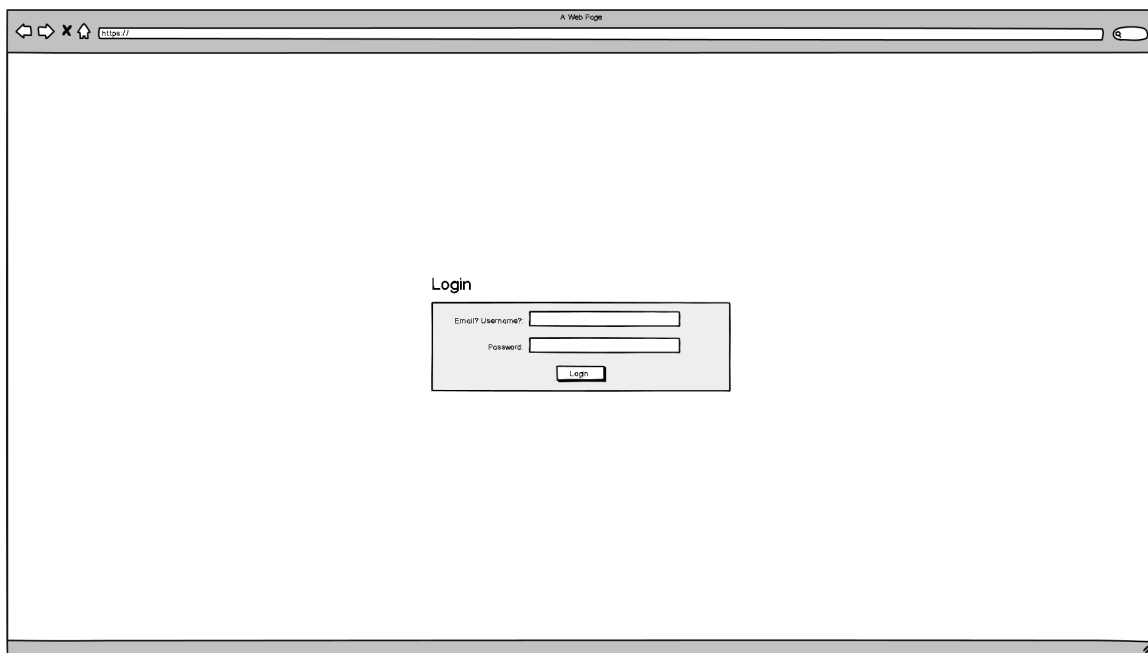 A Web Page
https://
Login
Email? Username?:
Password:
Login